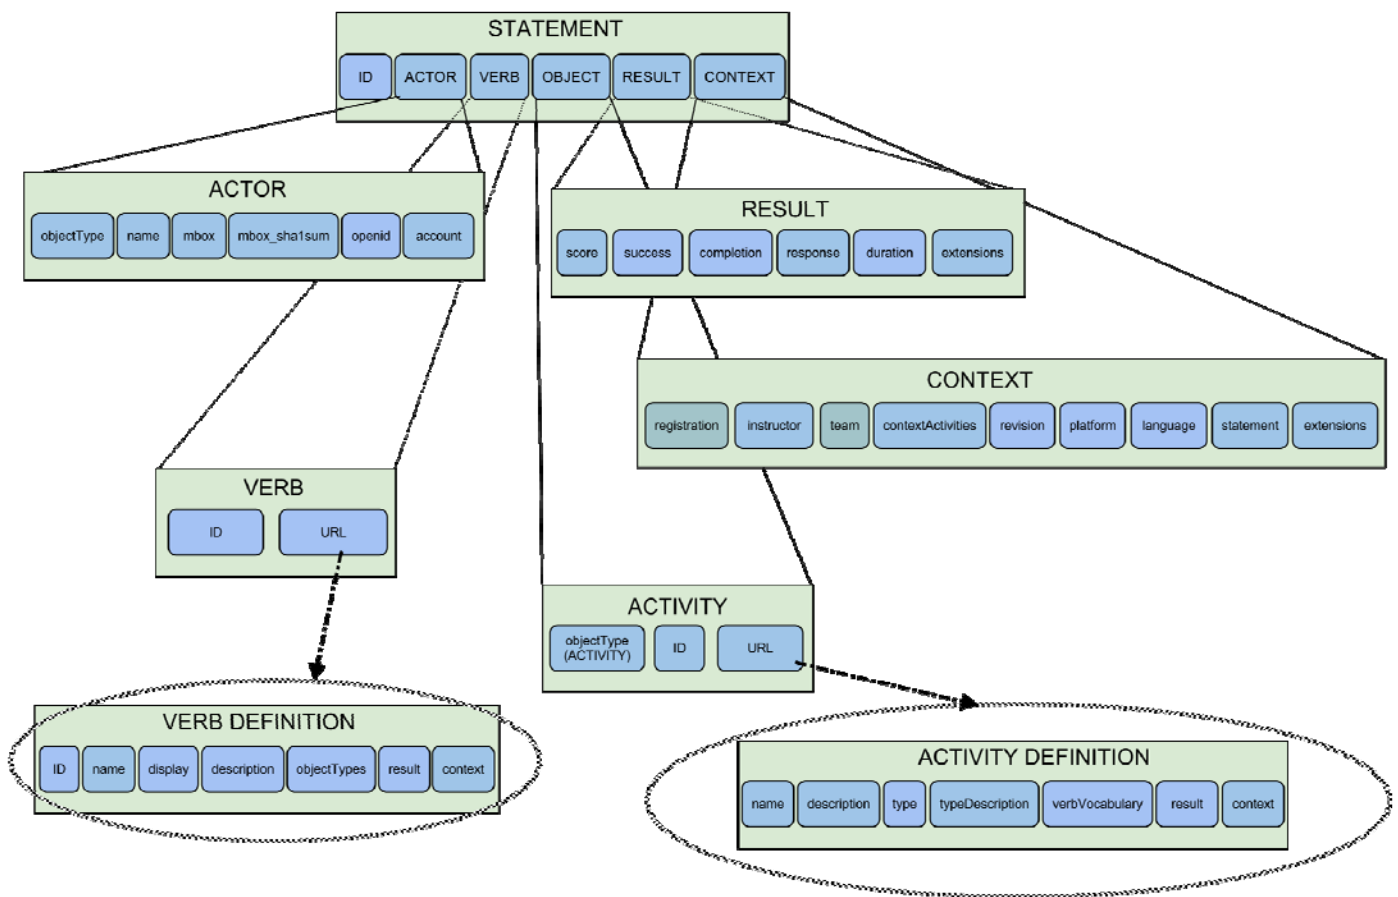 STATEMENT
ID ACTOR VERB OBJECT RESULT CONTEXT
ACTOR
objectType name mbox mbox_sha1sum openid account
RESULT
score success completion response duration extensions
CONTEXT
registration instructor team contextActivities revision platform language statement extensions
VERB
ID URL
ACTIVITY
objectType
(ACTIVITY)
ID URL
VERB DEFINITION
ID name display description objectTypes result context
ACTIVITY DEFINITION
name description type typeDescription verbVocabulary result context